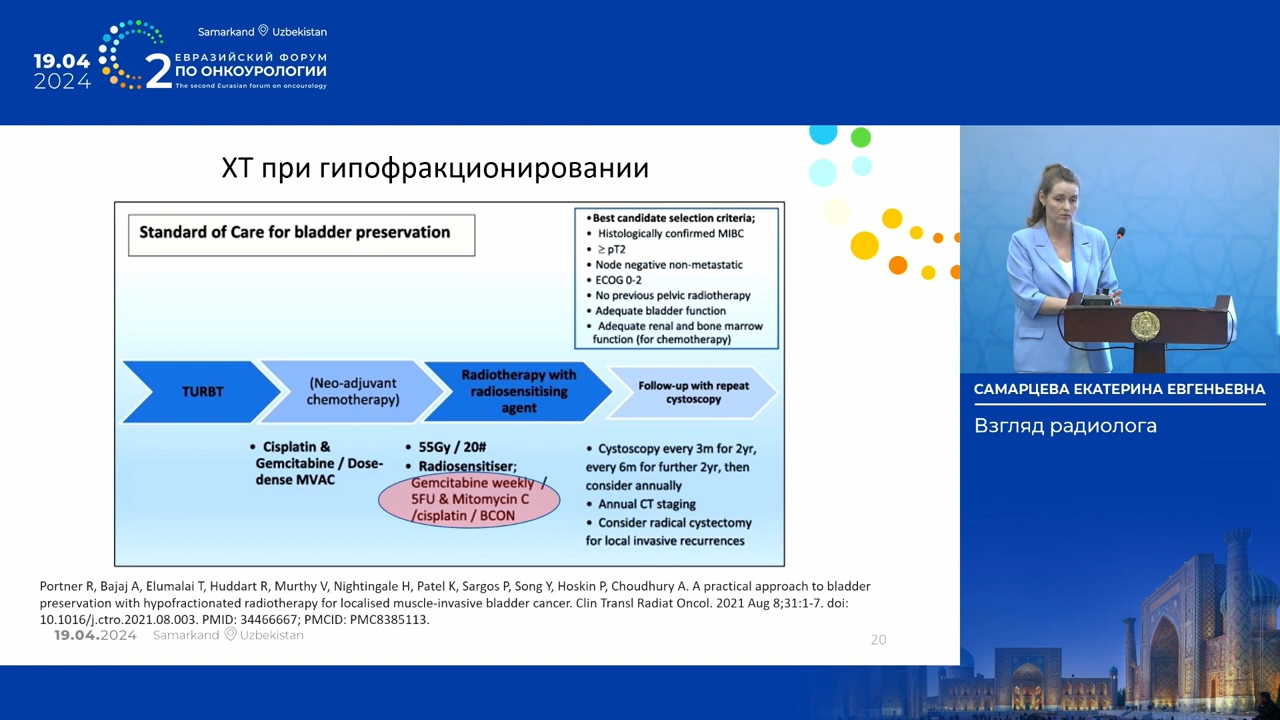 Samarkand Uzbekistan
19.04
2024
2
ЕВРАЗИЙСКИЙ ФОРУМ
ПО ОНКОУРОЛОГИИ
The second Eurasian forum on oncourology
ХТ при гипофракционировании
Standard of Care for bladder preservation
•Best candidate selection criteria;
• Histologically confirmed MIBC
• ≥ pT2
• Node negative non-metastatic
• ECOG 0-2
• No previous pelvic radiotherapy
• Adequate bladder function
• Adequate renal and bone marrow
function (for chemotherapy)
TURBT
(Neo-adjuvant
chemotherapy)
Radiotherapy with
radiosensitising
agent
Follow-up with repeat
cystoscopy
• Cisplatin &
Gemcitabine / Dose-
dense MVAC
• 55Gy / 20#
• Radiosensitiser;
Gemcitabine weekly /
5FU & Mitomycin C
/cisplatin / BCON
• Cystoscopy every 3m for 2yr,
every 6m for further 2yr, then
consider annually
• Annual CT staging
• Consider radical cystectomy
for local invasive recurrences
Portner R, Bajaj A, Elumalai T, Huddart R, Murthy V, Nightingale H, Patel K, Sargos P, Song Y, Hoskin P, Choudhury A. A practical approach to bladder
preservation with hypofractionated radiotherapy for localised muscle-invasive bladder cancer. Clin Transl Radiat Oncol. 2021 Aug 8;31:1-7. doi:
10.1016/j.ctro.2021.08.003. PMID: 34466667; PMCID: PMC8385113.
19.04.2024 Samarkand Uzbekistan
20
САМАРЦЕВА ЕКАТЕРИНА ЕВГЕНЬЕВНА
Взгляд радиолога